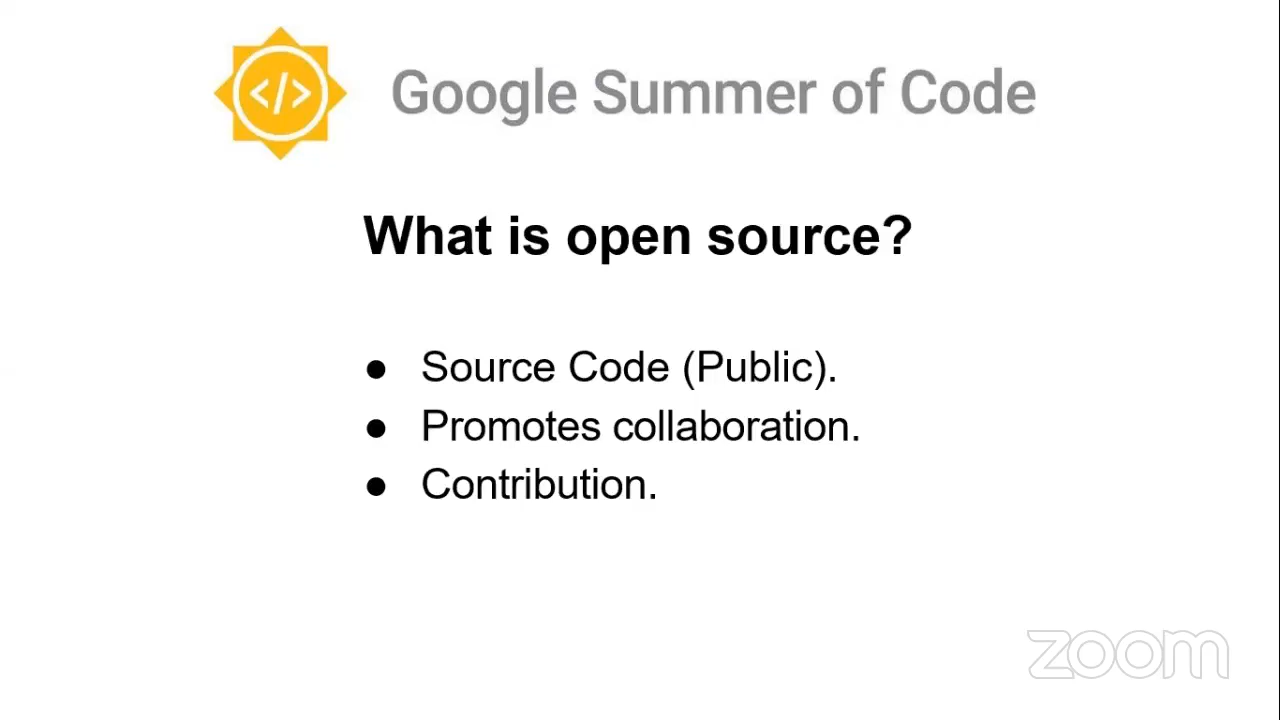 </>
Google Summer of Code
What is open source?
● Source Code (Public).
● Promotes collaboration.
● Contribution.
zoom